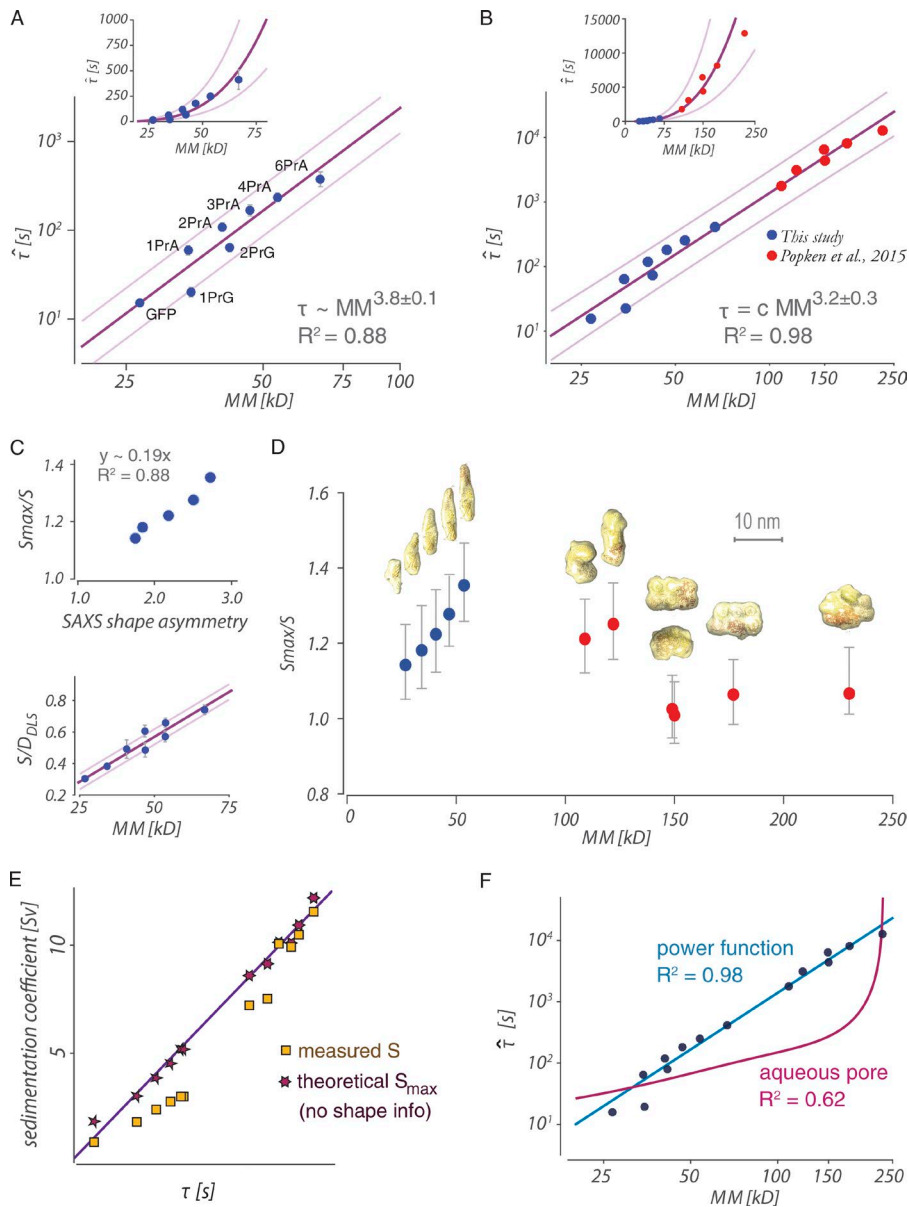 A
1000
750
500
250
0
τ̂ [s]
25
50
75
MM [kD]
10³
10²
10¹
τ̂ [s]
6PrA
4PrA
3PrA
2PrA
1PrA
2PrG
1PrG
GFP
τ ~ MM³·⁸±⁰·¹
R² = 0.88
25
50
75
100
MM [kD]
B
15000
10000
5000
0
τ̂ [s]
0
75
150
250
MM [kD]
10⁴
10³
10²
10¹
τ̂ [s]
This study
Popken et al., 2015
τ = c MM³·²±⁰·³
R² = 0.98
25
50
100
150
250
MM [kD]
C
y ~ 0.19x
R² = 0.88
1.4
1.2
1.0
Smax/S
1.0
2.0
3.0
SAXS shape asymmetry
0.8
0.6
0.4
0.2
S/D_DLS
25
50
75
MM [kD]
D
1.6
1.4
1.2
1.0
0.8
Smax/S
10 nm
0
50
100
150
200
250
MM [kD]
E
sedimentation coefficient [Sv]
10
5
measured S
theoretical Smax
(no shape info)
τ [s]
F
10⁴
10³
10²
10¹
τ̂ [s]
power function
R² = 0.98
aqueous pore
R² = 0.62
25
50
100
150
250
MM [kD]